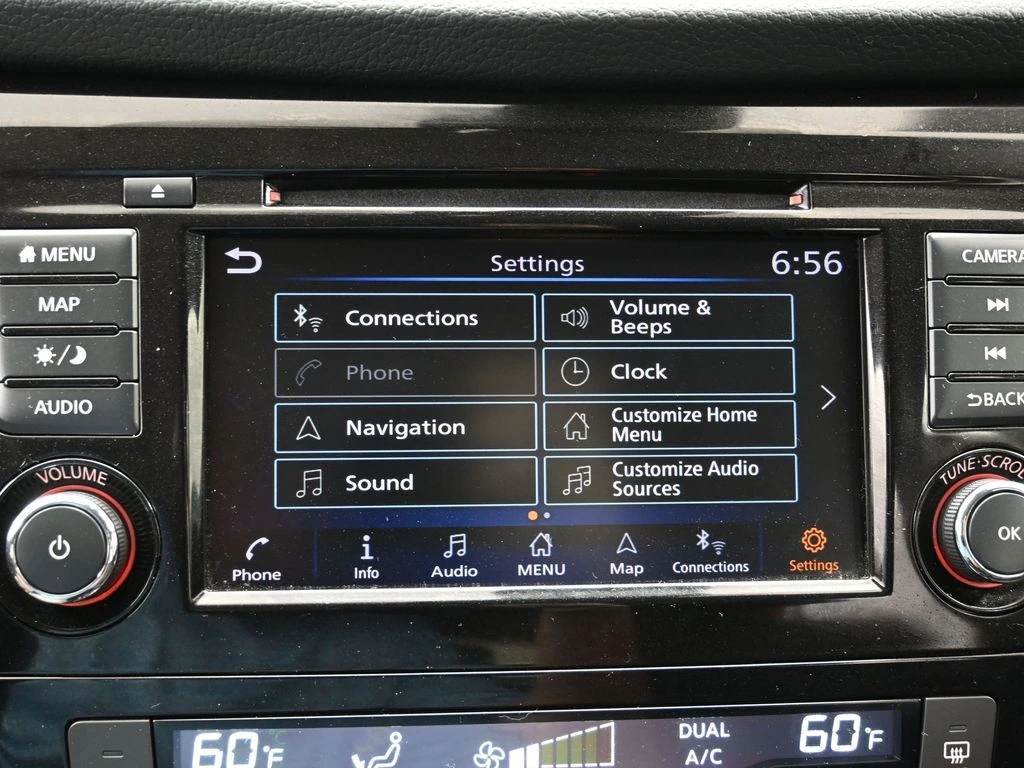 MENU
MAP
AUDIO
VOLUME
Settings
6:56
Connections
Volume &
Beeps
Phone
Clock
Navigation
Customize Home
Menu
Sound
Customize Audio
Sources
Phone
Info
Audio
MENU
Map
Connections
Settings
CAMERA
BACK
TUNE·SCROLL
OK
60°F
DUAL
A/C
60°F